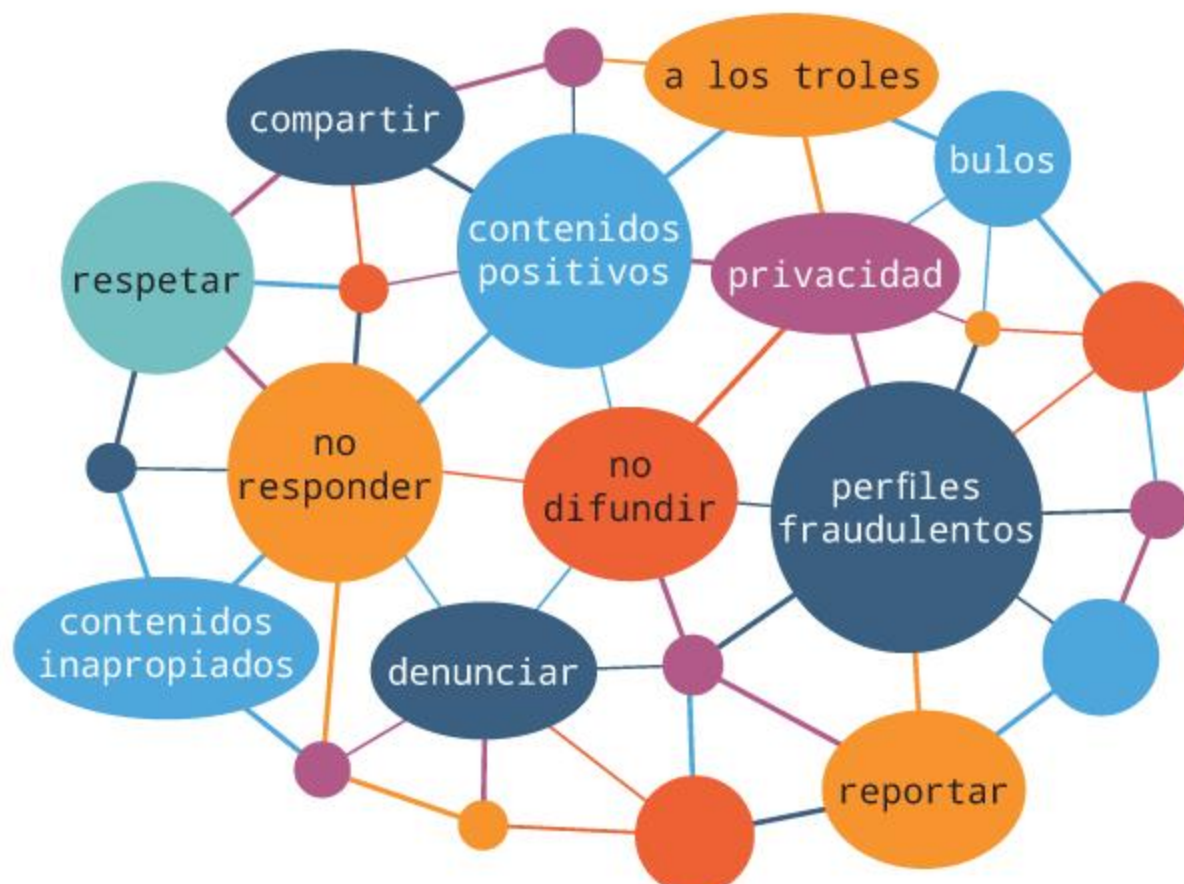 a los troles
compartir
bulos
contenidos
positivos
respetar
privacidad
no
responder
no
difundir
perfiles
fraudulentos
contenidos
inapropiados
denunciar
reportar